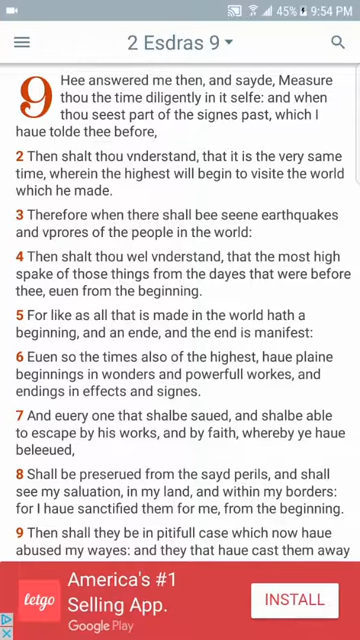 45% 9:54 PM
2 Esdras 9
9 Hee answered me then, and sayde, Measure
thou the time diligently in it selfe: and when
thou seest part of the signes past, which I
haue tolde thee before,
2 Then shalt thou vnderstand, that it is the very same
time, wherein the highest will begin to visite the world
which he made.
3 Therefore when there shall bee seene earthquakes
and vprores of the people in the world:
4 Then shalt thou wel vnderstand, that the most high
spake of those things from the dayes that were before
thee, euen from the beginning.
5 For like as all that is made in the world hath a
beginning, and an ende, and the end is manifest:
6 Euen so the times also of the highest, haue plaine
beginnings in wonders and powerfull workes, and
endings in effects and signes.
7 And euery one that shalbe saued, and shalbe able
to escape by his works, and by faith, whereby ye haue
beleeued,
8 Shall be preserued from the sayd perils, and shall
see my saluation, in my land, and within my borders:
for I haue sanctified them for me, from the beginning.
9 Then shall they be in pitifull case which now haue
abused my wayes: and they that haue cast them away
letgo
America's #1
Selling App.
Google Play
INSTALL